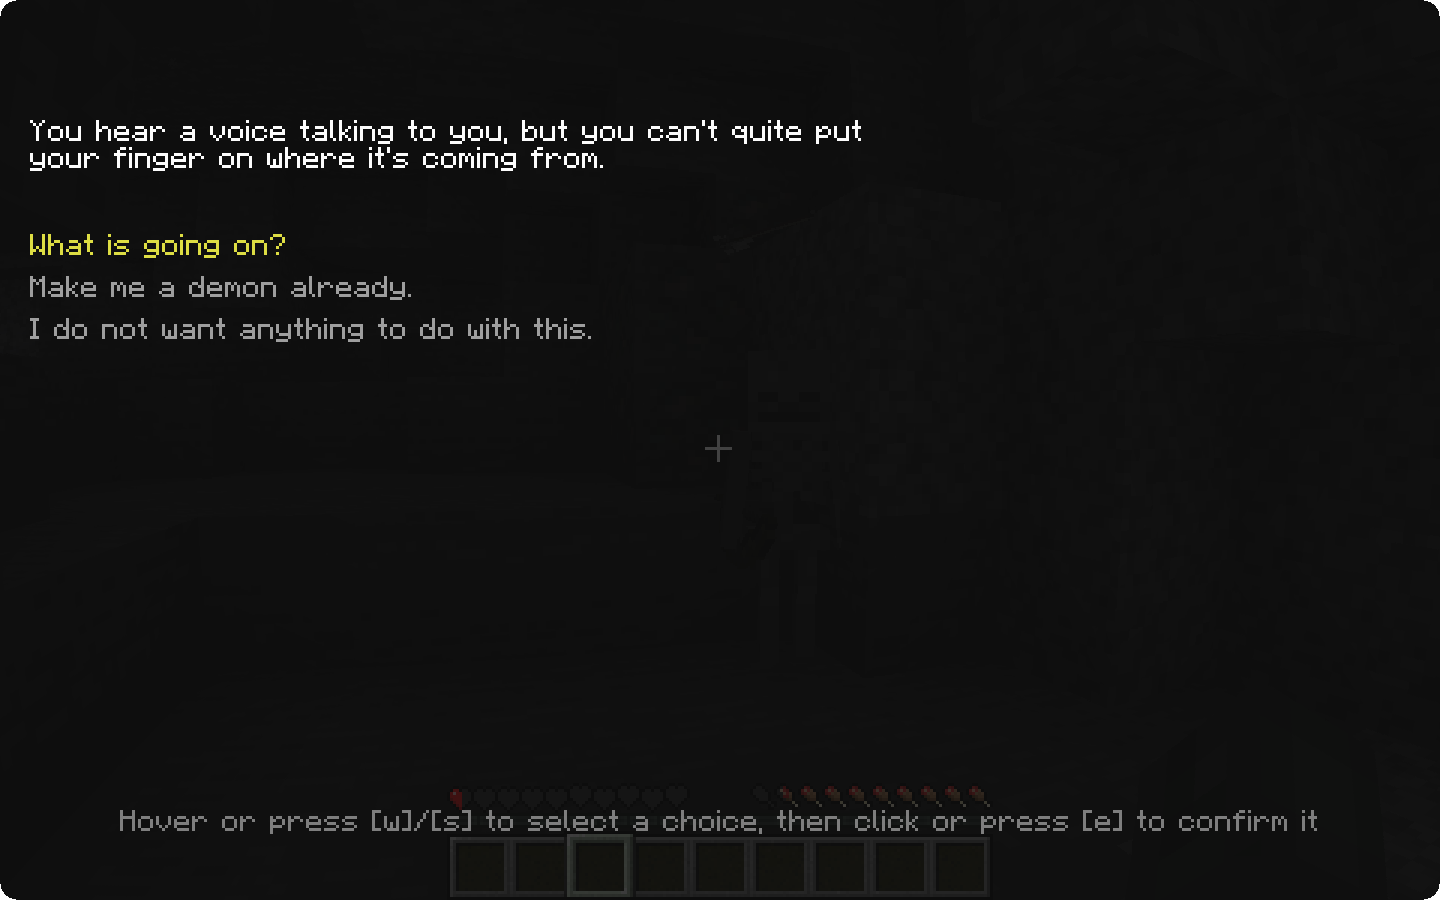 You hear a voice talking to you, but you can't quite put
your finger on where it's coming from.
What is going on?
Make me a demon already.
I do not want anything to do with this.
Hover or press [w]/[s] to select a choice, then click or press [e] to confirm it